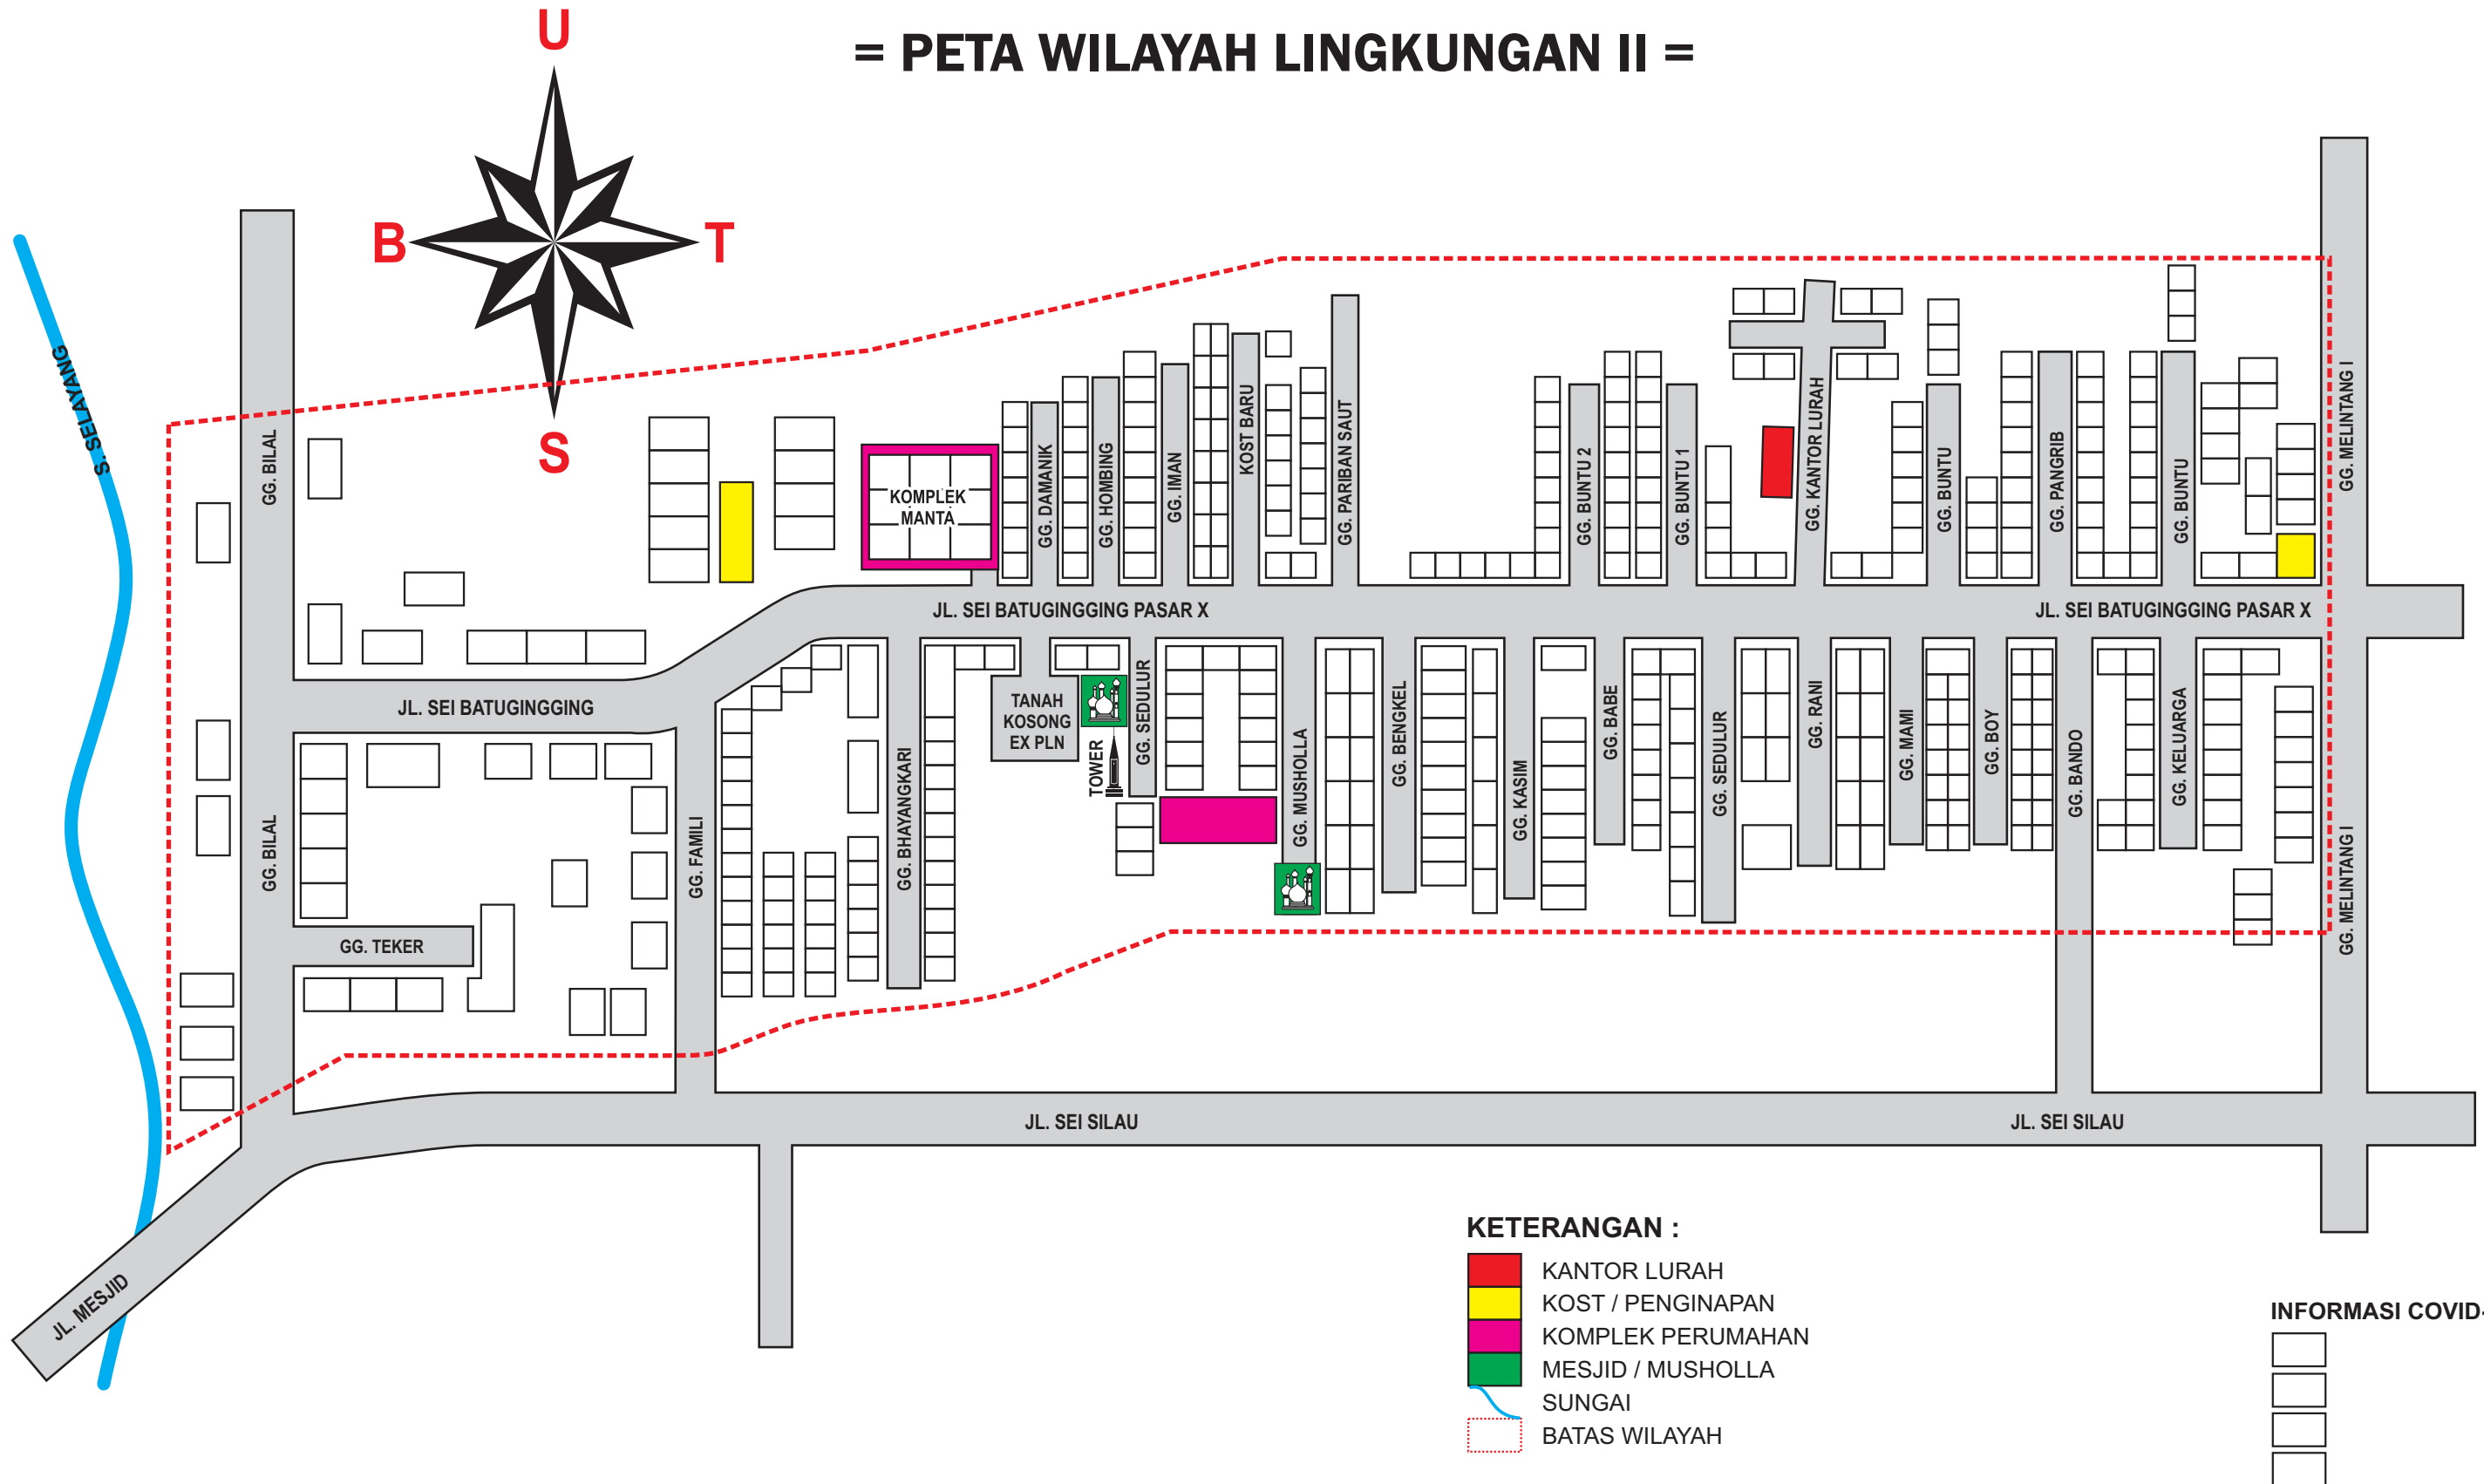 = PETA WILAYAH LINGKUNGAN II =
U
B
T
S
S. SELAYANG
GG. BILAL
KOMPLEK
MANTA
GG. DAMANIK
GG. HOMBING
GG. IMAN
KOST BARU
GG. PARIBAN SAUT
GG. BUNTU 2
GG. BUNTU 1
GG. KANTOR LURAH
GG. BUNTU
GG. PANGRIB
GG. BUNTU
GG. MELINTANG I
JL. SEI BATUGINGGING PASAR X
JL. SEI BATUGINGGING PASAR X
JL. SEI BATUGINGGING
TANAH
KOSONG
EX PLN
TOWER
GG. SEDULUR
GG. BILAL
GG. FAMILI
GG. BHAYANGKARI
GG. MUSHOLLA
GG. BENGKEL
GG. KASIM
GG. BABE
GG. SEDULUR
GG. RANI
GG. MAMI
GG. BOY
GG. BANDO
GG. KELUARGA
GG. MELINTANG I
GG. TEKER
JL. SEI SILAU
JL. SEI SILAU
JL. MESJID
KETERANGAN :
KANTOR LURAH
KOST / PENGINAPAN
KOMPLEK PERUMAHAN
MESJID / MUSHOLLA
SUNGAI
BATAS WILAYAH
INFORMASI COVID-